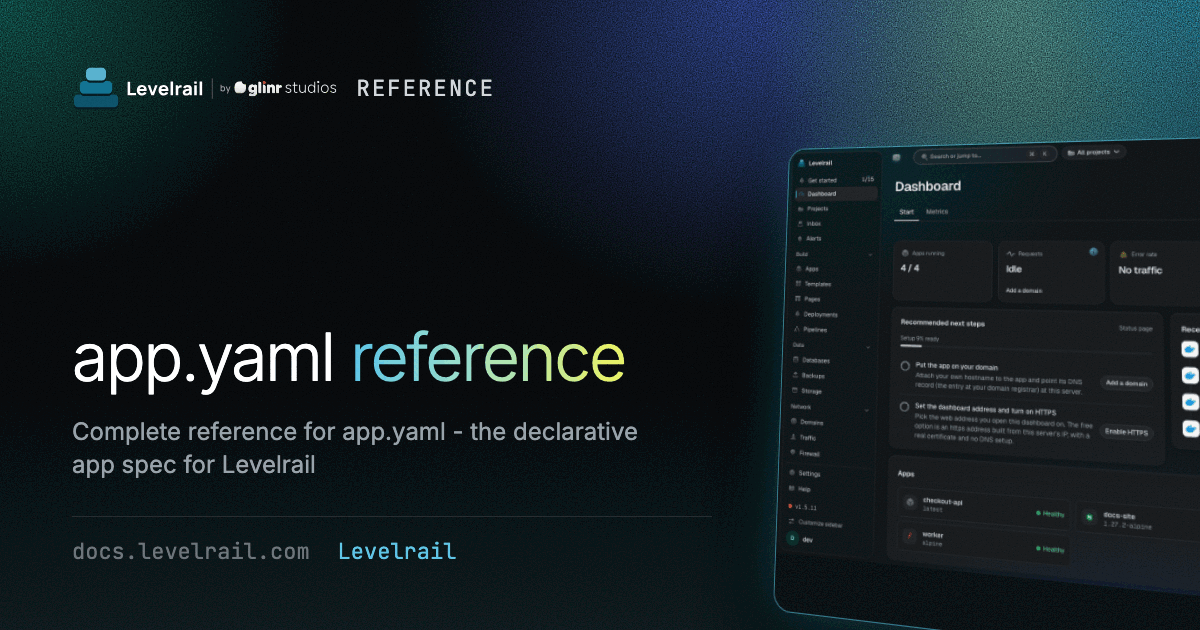 Levelrail by glinr studios REFERENCE
app.yaml reference
Complete reference for app.yaml - the declarative
app spec for Levelrail
docs.levelrail.com Levelrail
Levelrail
Get started 1/15
Dashboard
Projects
Inbox
Alerts
Build
Apps
Templates
Pages
Deployments
Pipelines
Data
Databases
Backups
Storage
Network
Domains
Traffic
Firewall
Settings
Help
v1.5.11
Customize sidebar
D dev
Search or jump to... ⌘ K All projects
Dashboard
Start Metrics
Apps running
4 / 4
Requests
Idle
Add a domain
Error rate
No traffic
Recommended next steps Status page
Put the app on your domain
Attach your own hostname to the app and point its DNS
record (the entry at your domain registrar) at this server.
Add a domain
Set the dashboard address and turn on HTTPS
Pick the web address you open this dashboard on. The free
option is an https address built from this server's IP, with a
real certificate and no DNS setup.
Enable HTTPS
Apps
checkout-api
latest
Healthy
docs-site
1.27.2-alpine
worker
alpine
Healthy